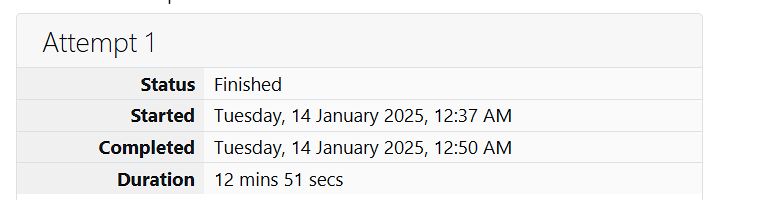 Attempt 1
Status Finished
Started Tuesday, 14 January 2025, 12:37 AM
Completed Tuesday, 14 January 2025, 12:50 AM
Duration 12 mins 51 secs